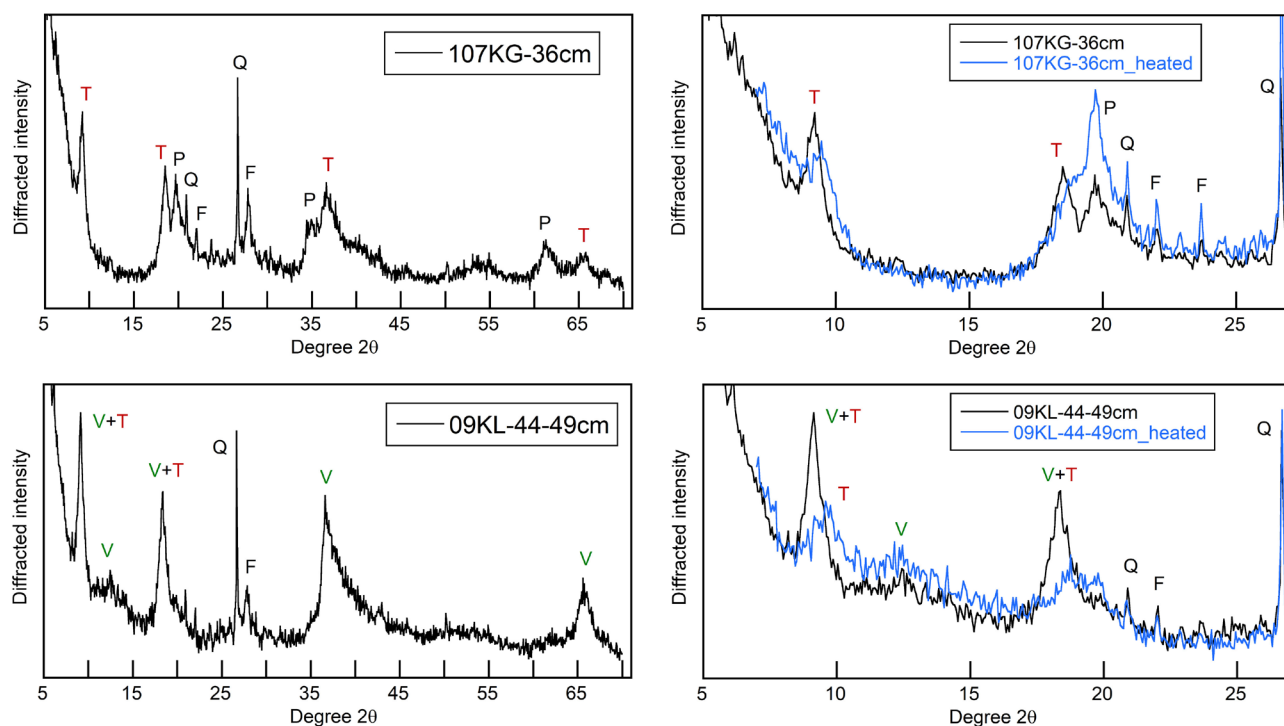 107KG-36cm
T
T
P
Q
F
Q
F
P
T
P
T
Diffracted intensity
5 15 25 35 45 55 65
Degree 2θ
107KG-36cm
107KG-36cm_heated
T
T
P
Q
F
F
Q
Diffracted intensity
5 10 15 20 25
Degree 2θ
09KL-44-49cm
V+T
V
V+T
Q
F
V
V
Diffracted intensity
5 15 25 35 45 55 65
Degree 2θ
09KL-44-49cm
09KL-44-49cm_heated
V+T
T
V
V+T
Q
F
Q
Diffracted intensity
5 10 15 20 25
Degree 2θ